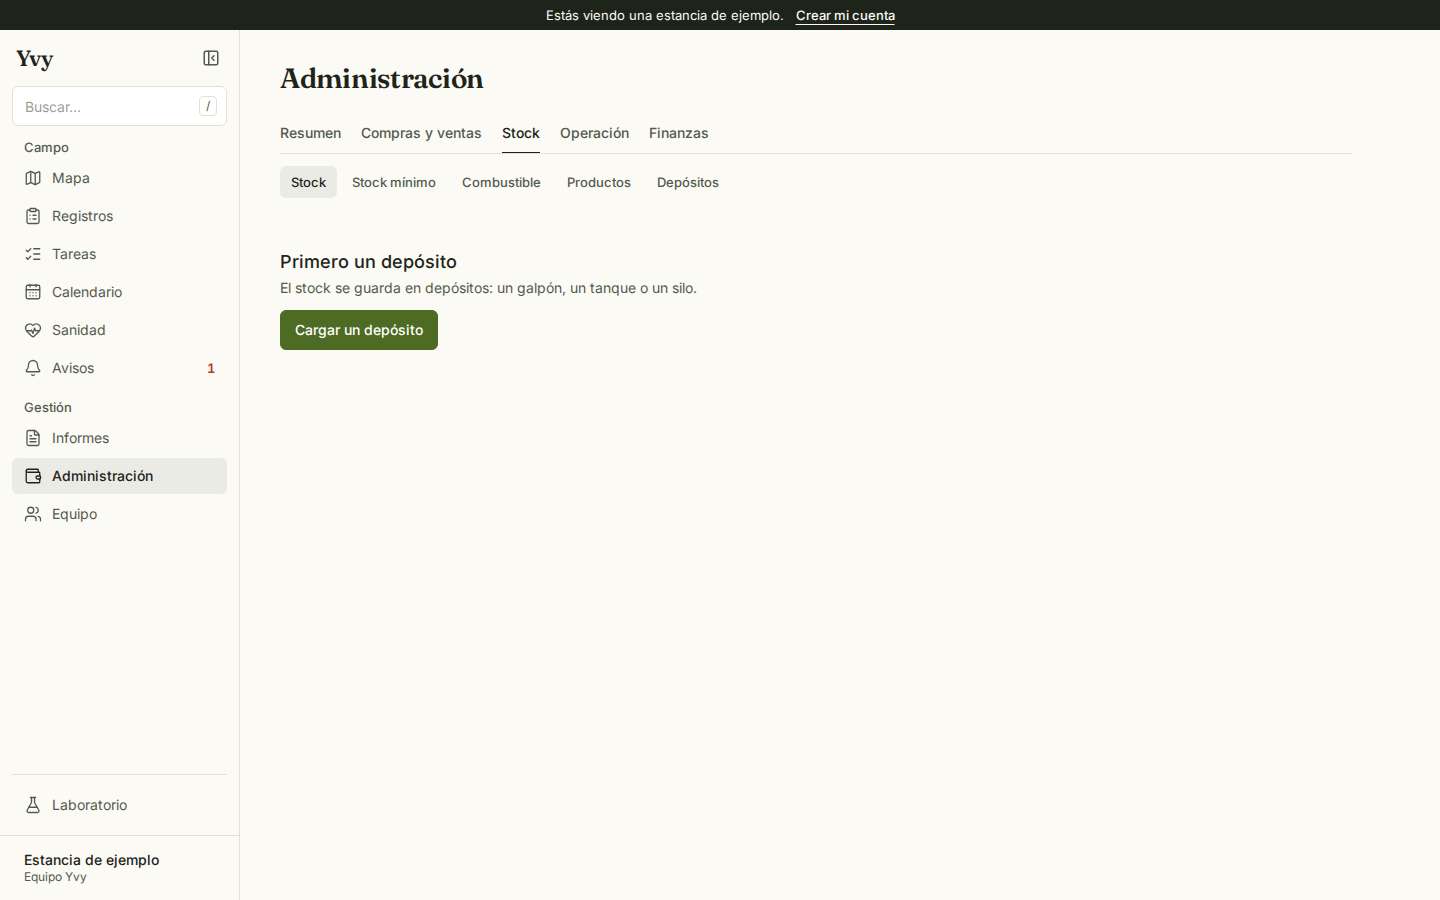 Estás viendo una estancia de ejemplo. Crear mi cuenta
Yvy
Buscar... /
Campo
Mapa
Registros
Tareas
Calendario
Sanidad
Avisos 1
Gestión
Informes
Administración
Equipo
Laboratorio
Estancia de ejemplo
Equipo Yvy
Administración
Resumen Compras y ventas Stock Operación Finanzas
Stock Stock mínimo Combustible Productos Depósitos
Primero un depósito
El stock se guarda en depósitos: un galpón, un tanque o un silo.
Cargar un depósito